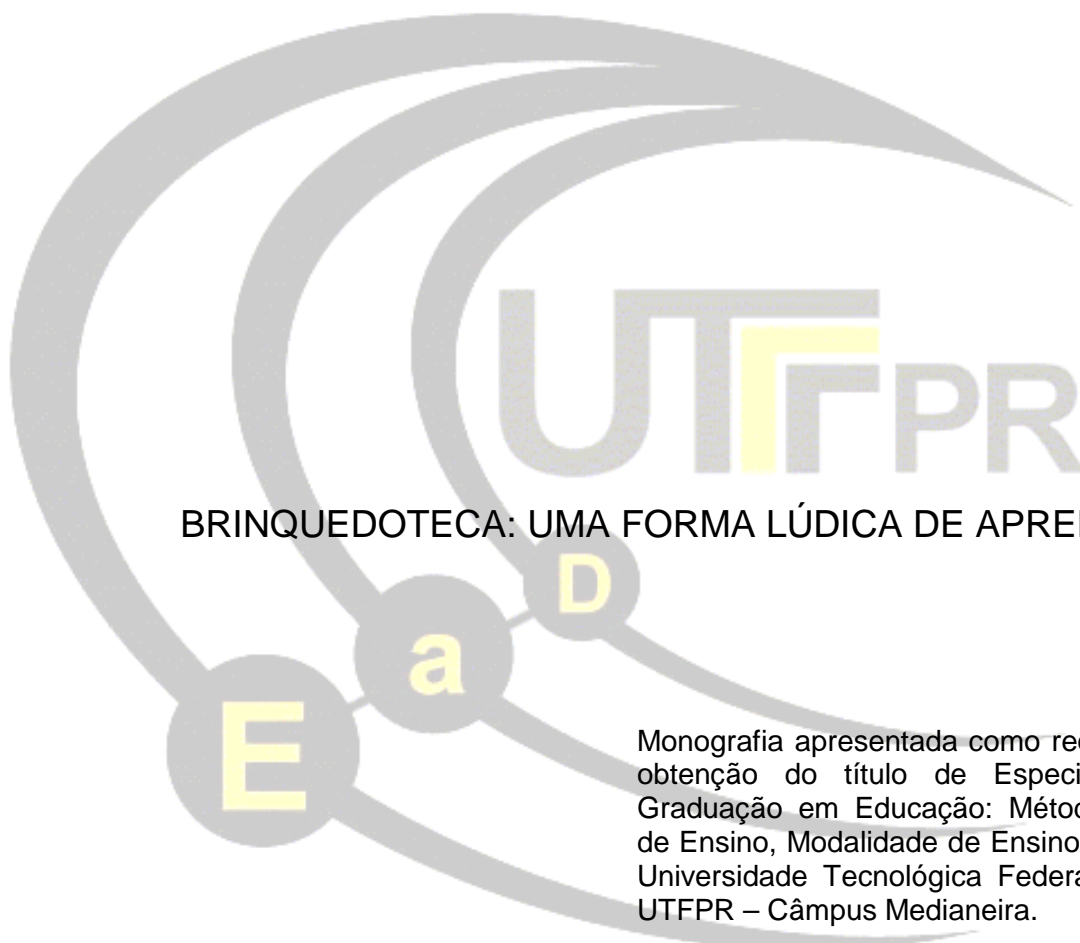 UTFPR
BRINQUEDOTECA: UMA FORMA LÚDICA DE
D
a
E
Monografia apresentada como
obtenção do título de
Graduação em Educação:
de Ensino, Modalidade de Ensino
Universidade Tecnológica
UTFPR – Câmpus Medianeira.